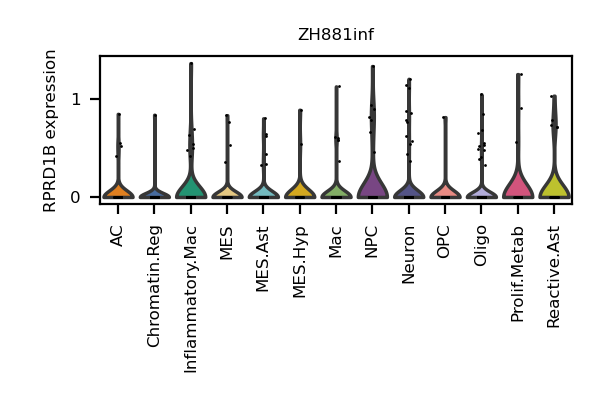 ZH881inf
RPRD1B expression
1
0
AC
Chromatin.Reg
Inflammatory.Mac
MES
MES.Ast
MES.Hyp
Mac
NPC
Neuron
OPC
Oligo
Prolif.Metab
Reactive.Ast